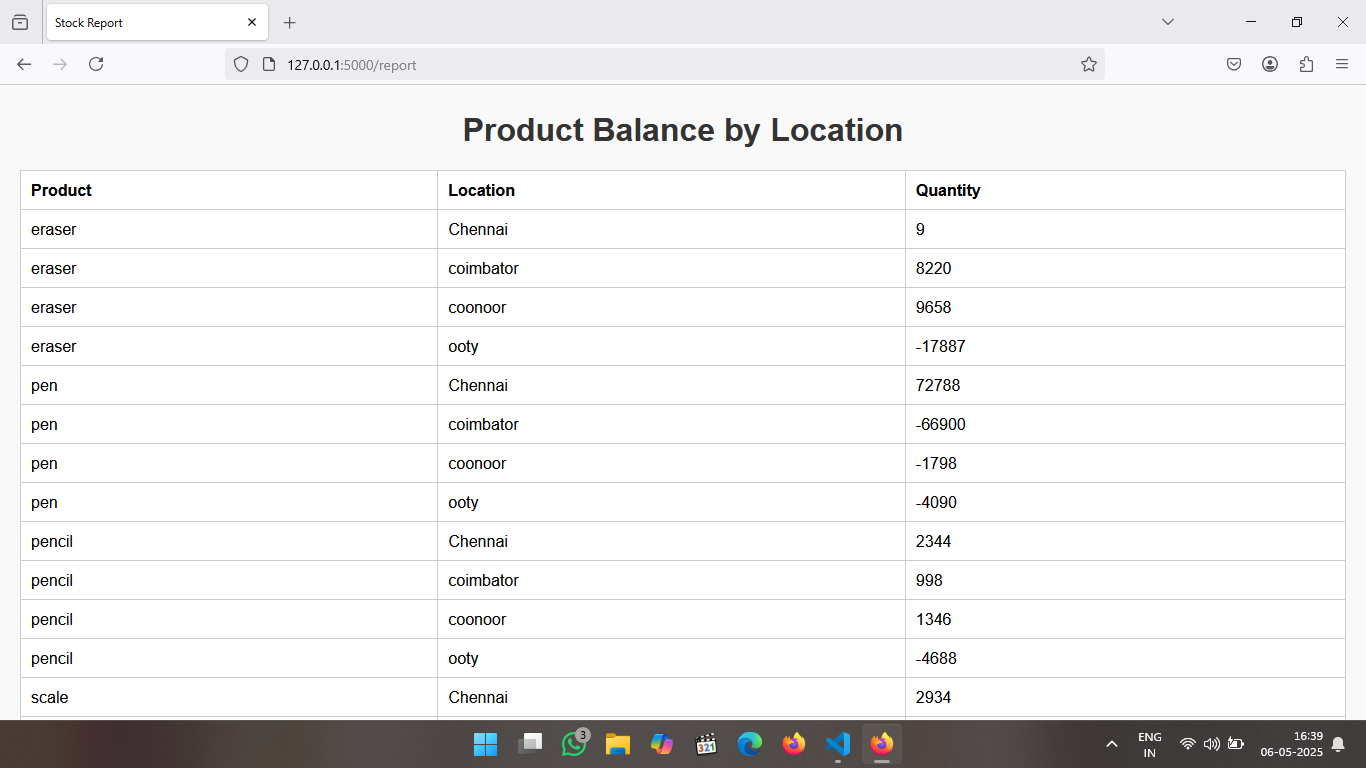 Stock Report
127.0.0.1:5000/report
Product Balance by Location
Product Location Quantity
eraser Chennai 9
eraser coimbator 8220
eraser coonoor 9658
eraser ooty -17887
pen Chennai 72788
pen coimbator -66900
pen coonoor -1798
pen ooty -4090
pencil Chennai 2344
pencil coimbator 998
pencil coonoor 1346
pencil ooty -4688
scale Chennai 2934
3
321
ENG
IN
16:39
06-05-2025